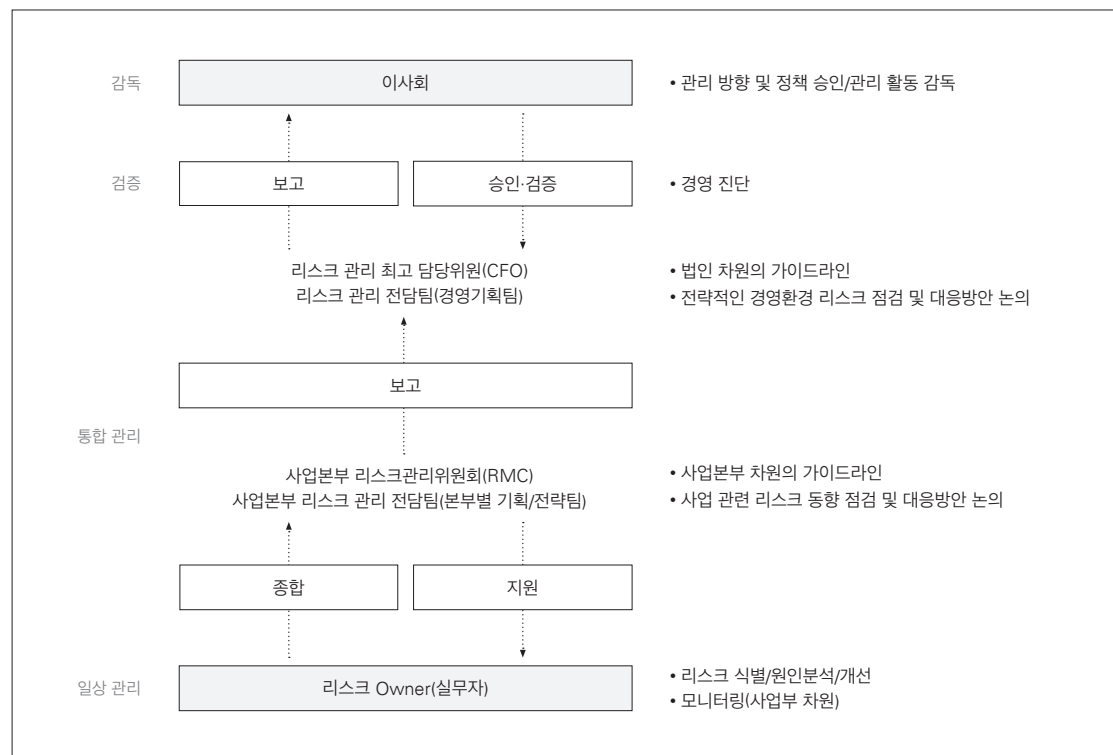 감독
이사회
• 관리 방향 및 정책 승인/관리 활동 감독
검증
보고
승인·검증
• 경영 진단
리스크 관리 최고 담당위원(CFO)
리스크 관리 전담팀(경영기획팀)
• 법인 차원의 가이드라인
• 전략적인 경영환경 리스크 점검 및 대응방안 논의
보고
통합 관리
사업본부 리스크관리위원회(RMC)
사업본부 리스크 관리 전담팀(본부별 기획/전략팀)
• 사업본부 차원의 가이드라인
• 사업 관련 리스크 동향 점검 및 대응방안 논의
종합
지원
일상 관리
리스크 Owner(실무자)
• 리스크 식별/원인분석/개선
• 모니터링(사업부 차원)